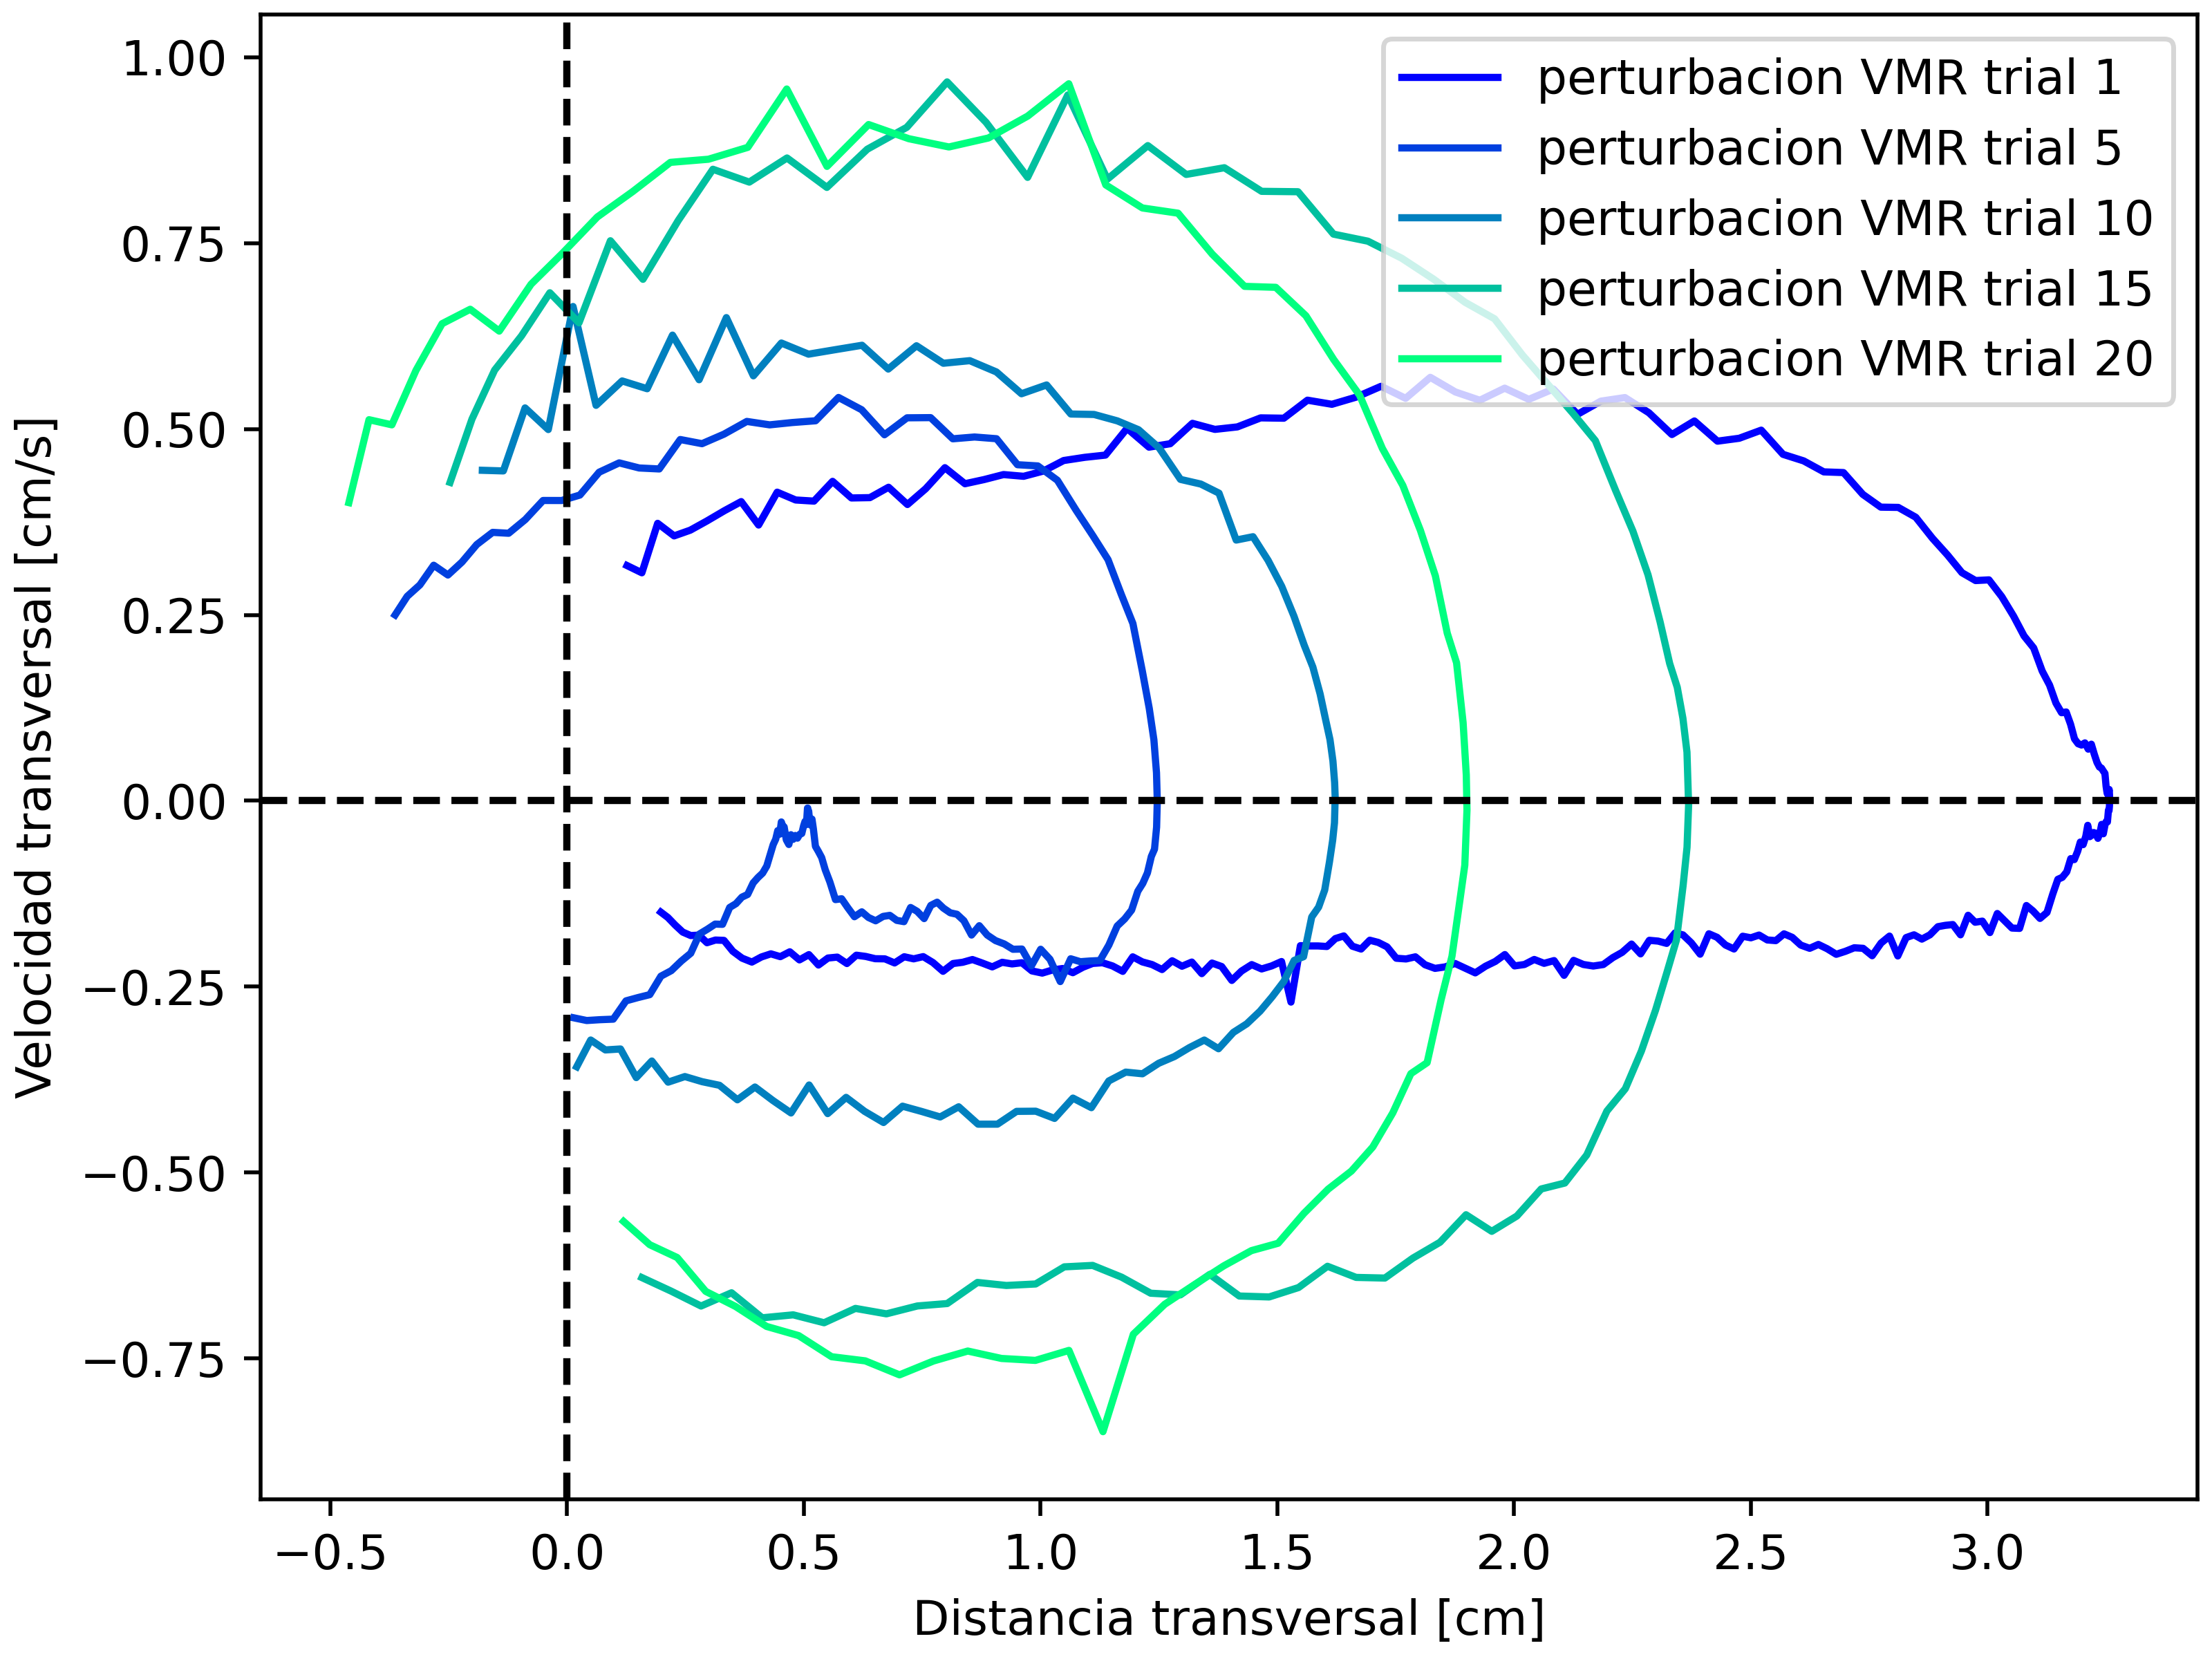 perturbacion VMR trial 1
perturbacion VMR trial 5
perturbacion VMR trial 10
perturbacion VMR trial 15
perturbacion VMR trial 20
1.00
0.75
0.50
0.25
0.00
−0.25
−0.50
−0.75
Velocidad transversal [cm/s]
−0.5 0.0 0.5 1.0 1.5 2.0 2.5 3.0
Distancia transversal [cm]